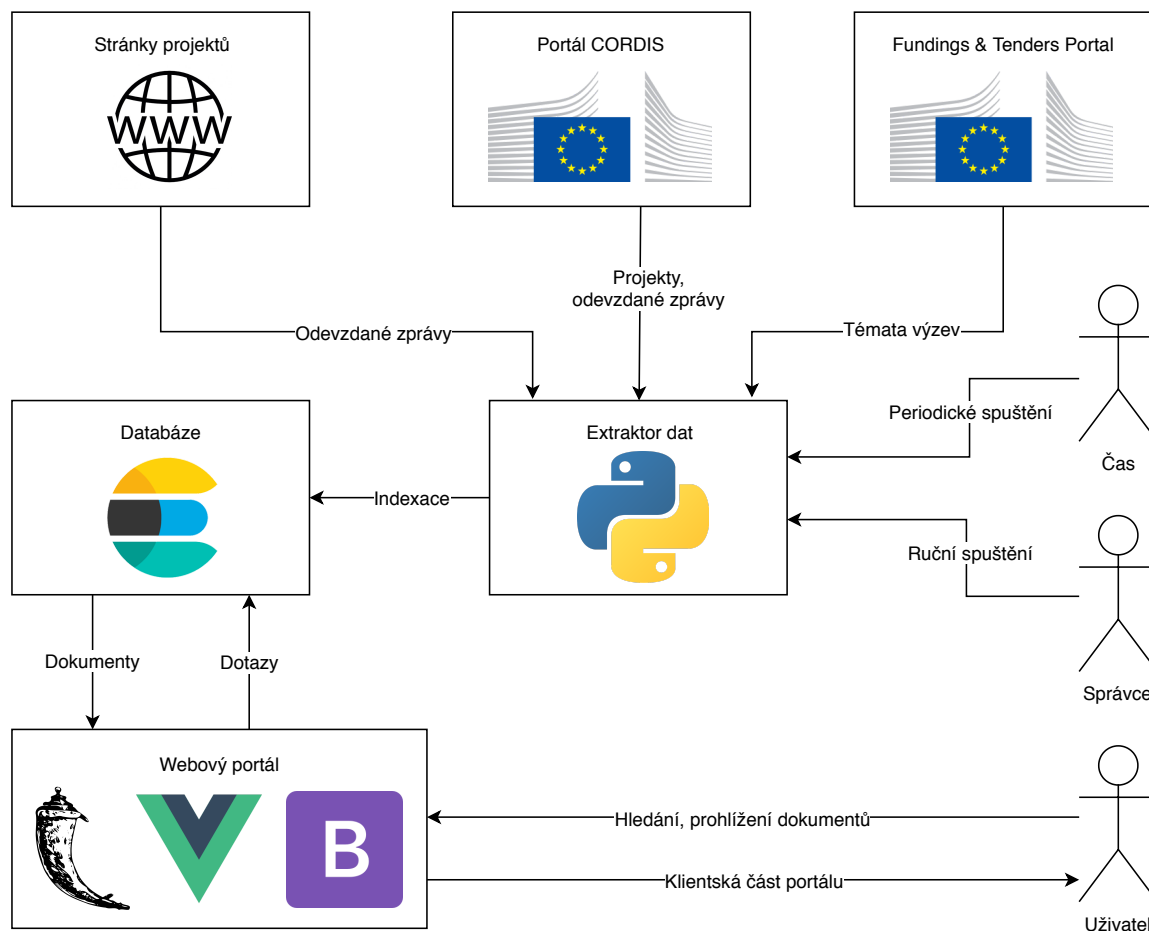 Stránky projektů
WWW
Portál CORDIS
Fundings & Tenders Portal
Projekty,
odevzdané zprávy
Odevzdané zprávy
Témata výzev
Periodické spuštění
Čas
Databáze
Extraktor dat
Indexace
Ruční spuštění
Správce
Dokumenty
Dotazy
Webový portál
B
Hledání, prohlížení dokumentů
Klientská část portálu
Uživatel